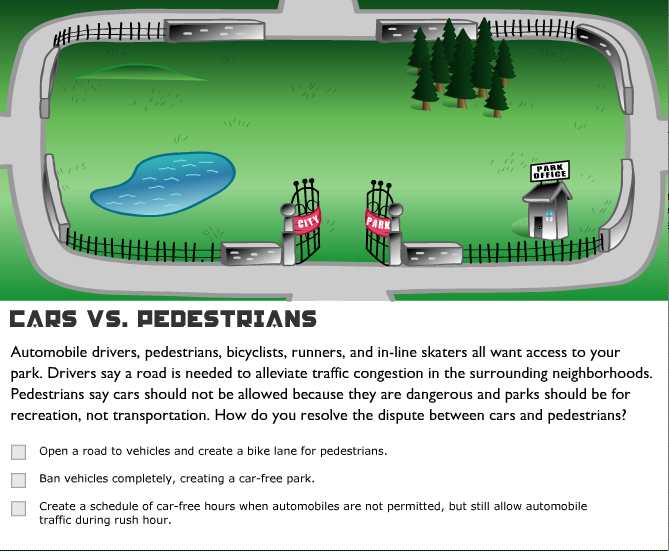 PARK
OFFICE
CITY
PARK
CARS VS. PEDESTRIANS
Automobile drivers, pedestrians, bicyclists, runners, and in-line skaters all want access to your
park. Drivers say a road is needed to alleviate traffic congestion in the surrounding neighborhoods.
Pedestrians say cars should not be allowed because they are dangerous and parks should be for
recreation, not transportation. How do you resolve the dispute between cars and pedestrians?
Open a road to vehicles and create a bike lane for pedestrians.
Ban vehicles completely, creating a car-free park.
Create a schedule of car-free hours when automobiles are not permitted, but still allow automobile
traffic during rush hour.